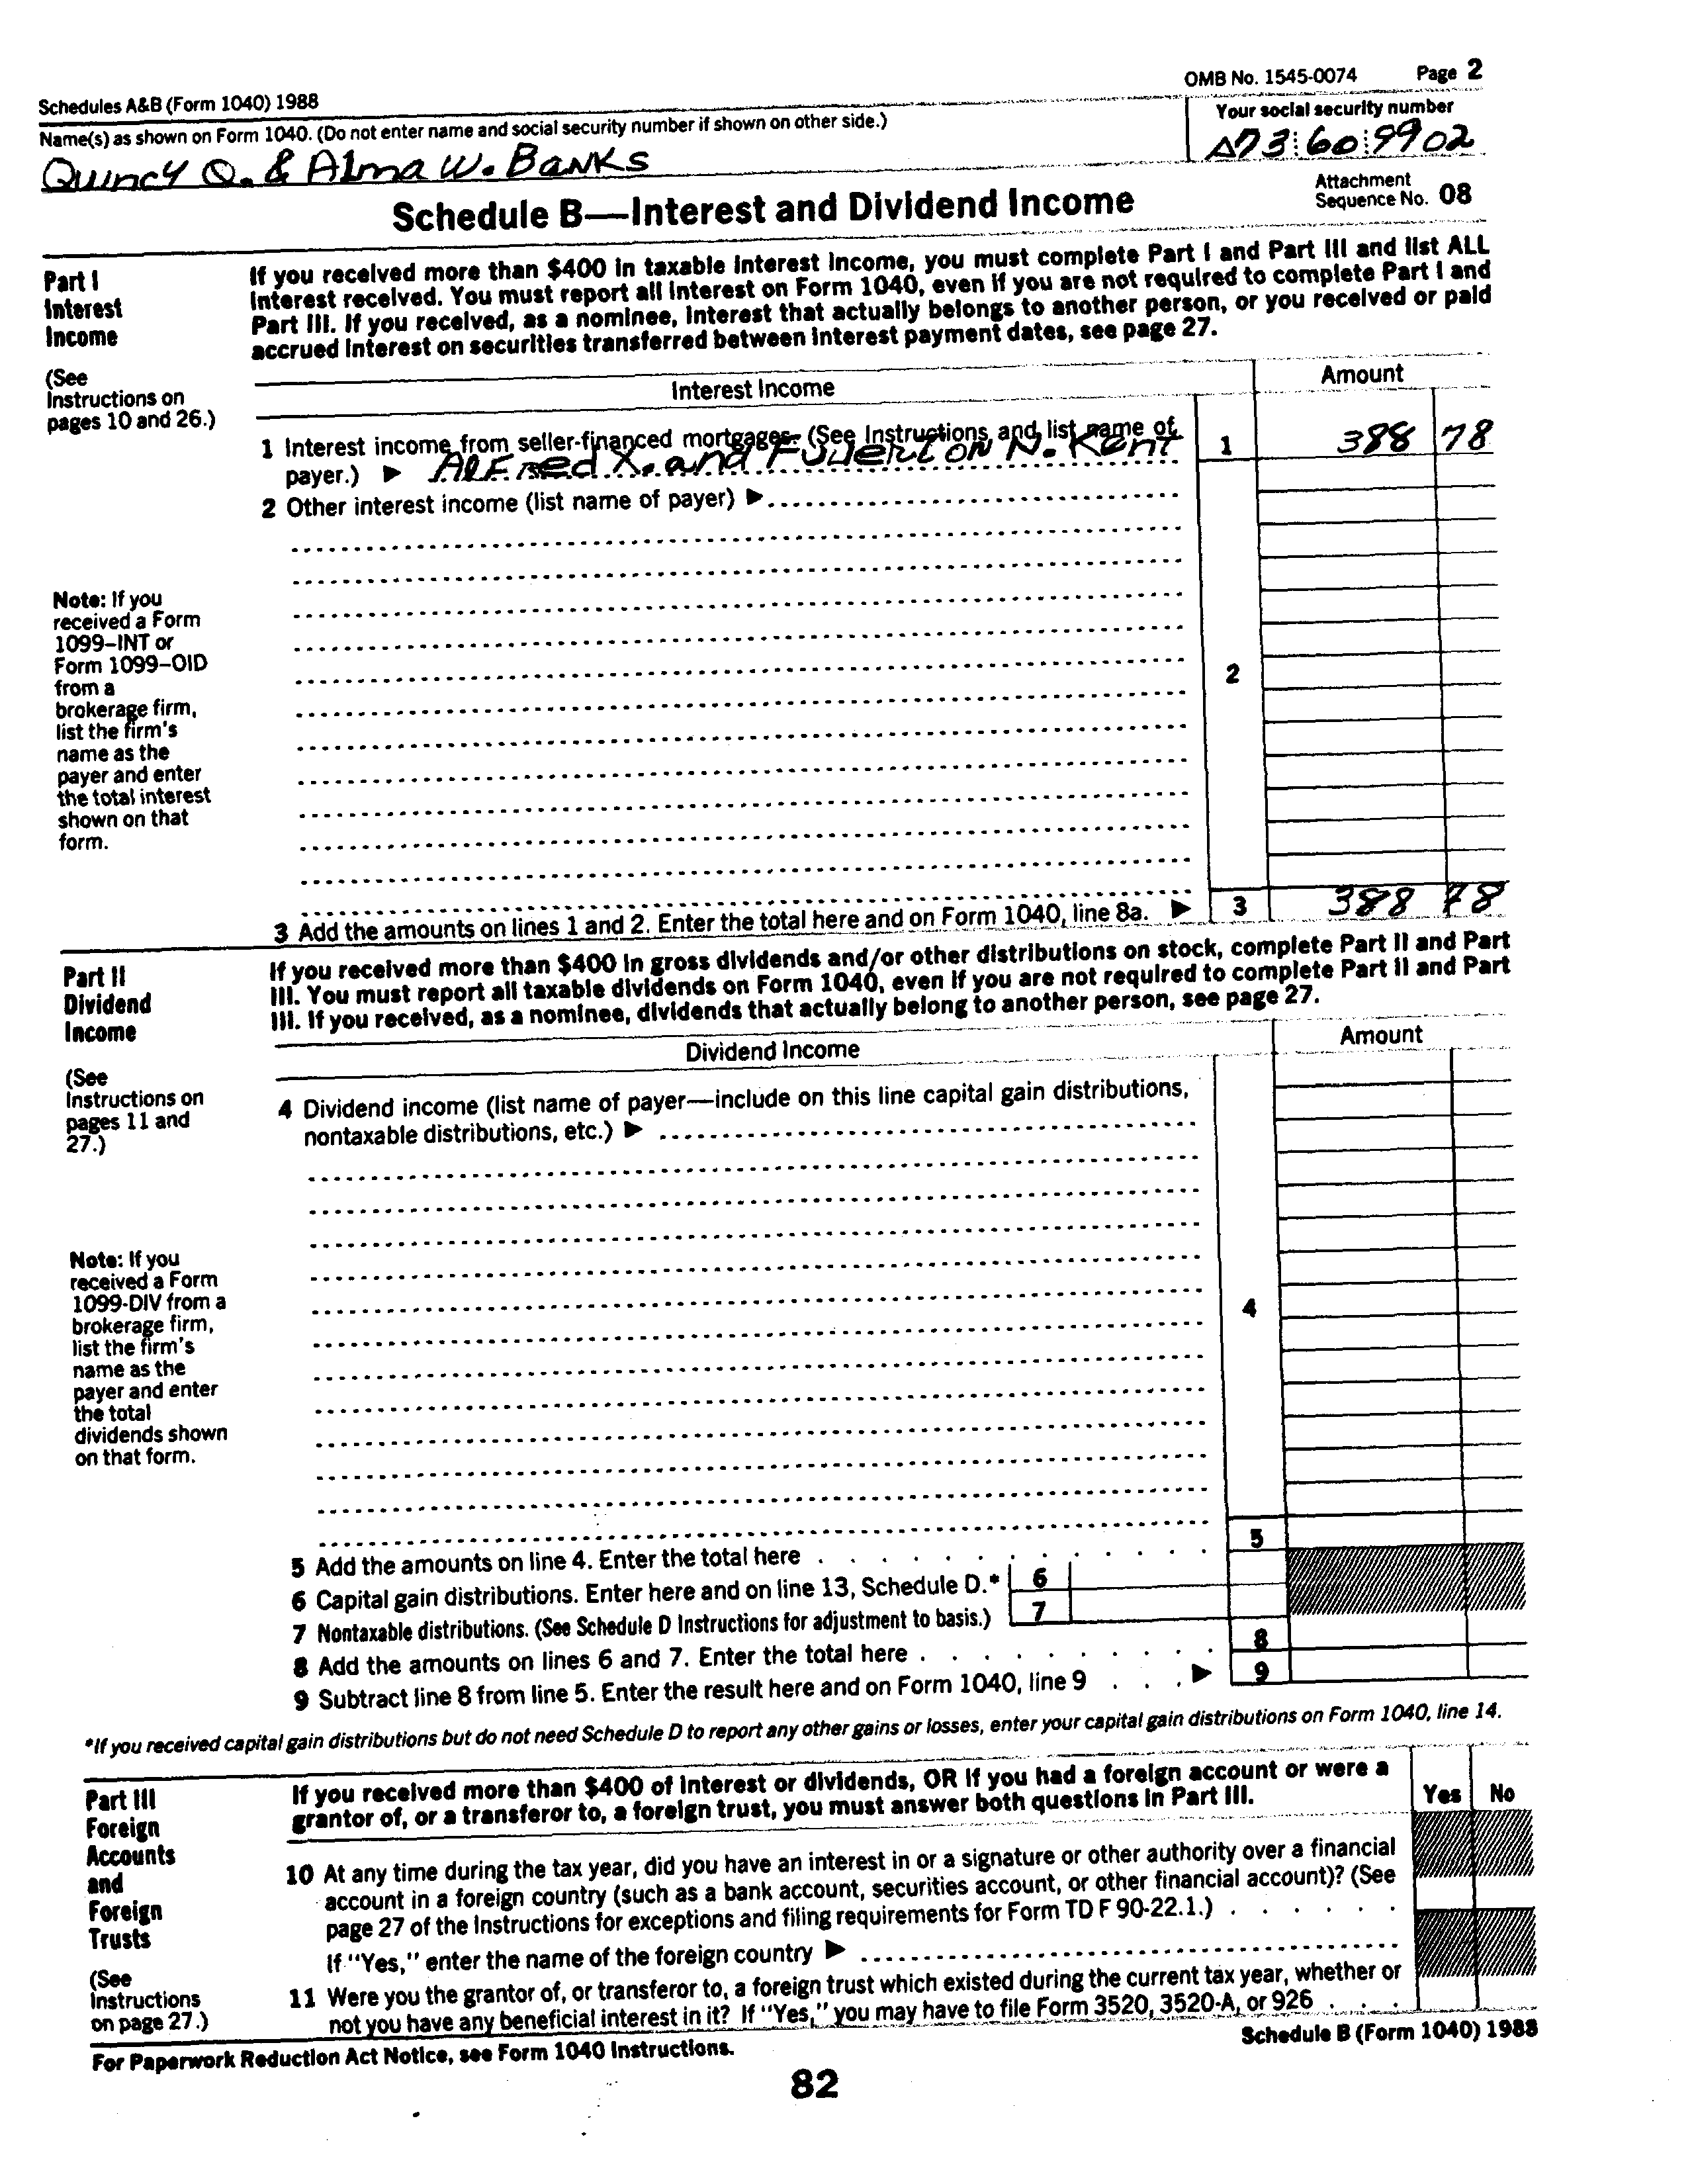 Schedules A&B (Form 1040) 1988
OMB No. 1545-0074 Page 2
Name(s) as shown on Form 1040. (Do not enter name and social security number if shown on other side.)
Your social security number
Quincy Q. & Alma W. Banks
73 60 9902
Schedule B—Interest and Dividend Income
Attachment
Sequence No. 08
Part I
Interest
Income
(See
Instructions on
pages 10 and 26.)
If you received more than $400 in taxable interest income, you must complete Part I and Part III and list ALL
interest received. You must report all interest on Form 1040, even if you are not required to complete Part I and
Part III. If you received, as a nominee, interest that actually belongs to another person, or you received or paid
accrued interest on securities transferred between interest payment dates, see page 27.
Interest Income
Amount
1 Interest income from seller-financed mortgages. (See Instructions and list name of
payer.) ▶ Alfred X. and Fullerton N. Kent
1 388 78
2 Other interest income (list name of payer) ▶
Note: If you
received a Form
1099–INT or
Form 1099–OID
from a
brokerage firm,
list the firm's
name as the
payer and enter
the total interest
shown on that
form.
2
3 Add the amounts on lines 1 and 2. Enter the total here and on Form 1040, line 8a. ▶ 3 388 78
Part II
Dividend
Income
(See
Instructions on
pages 11 and
27.)
If you received more than $400 in gross dividends and/or other distributions on stock, complete Part II and Part
III. You must report all taxable dividends on Form 1040, even if you are not required to complete Part II and Part
III. If you received, as a nominee, dividends that actually belong to another person, see page 27.
Dividend Income
Amount
4 Dividend income (list name of payer—include on this line capital gain distributions,
nontaxable distributions, etc.) ▶
Note: If you
received a Form
1099-DIV from a
brokerage firm,
list the firm's
name as the
payer and enter
the total
dividends shown
on that form.
4
5 Add the amounts on line 4. Enter the total here 5
6 Capital gain distributions. Enter here and on line 13, Schedule D.* 6
7 Nontaxable distributions. (See Schedule D Instructions for adjustment to basis.) 7
8 Add the amounts on lines 6 and 7. Enter the total here 8
9 Subtract line 8 from line 5. Enter the result here and on Form 1040, line 9 ▶ 9
*If you received capital gain distributions but do not need Schedule D to report any other gains or losses, enter your capital gain distributions on Form 1040, line 14.
Part III
Foreign
Accounts
and
Foreign
Trusts
(See
Instructions
on page 27.)
If you received more than $400 of interest or dividends, OR if you had a foreign account or were a
grantor of, or a transferor to, a foreign trust, you must answer both questions in Part III.
Yes No
10 At any time during the tax year, did you have an interest in or a signature or other authority over a financial
account in a foreign country (such as a bank account, securities account, or other financial account)? (See
page 27 of the Instructions for exceptions and filing requirements for Form TD F 90-22.1.)
If "Yes," enter the name of the foreign country ▶
11 Were you the grantor of, or transferor to, a foreign trust which existed during the current tax year, whether or
not you have any beneficial interest in it? If "Yes," you may have to file Form 3520, 3520-A, or 926
For Paperwork Reduction Act Notice, see Form 1040 Instructions.
Schedule B (Form 1040) 1988
82